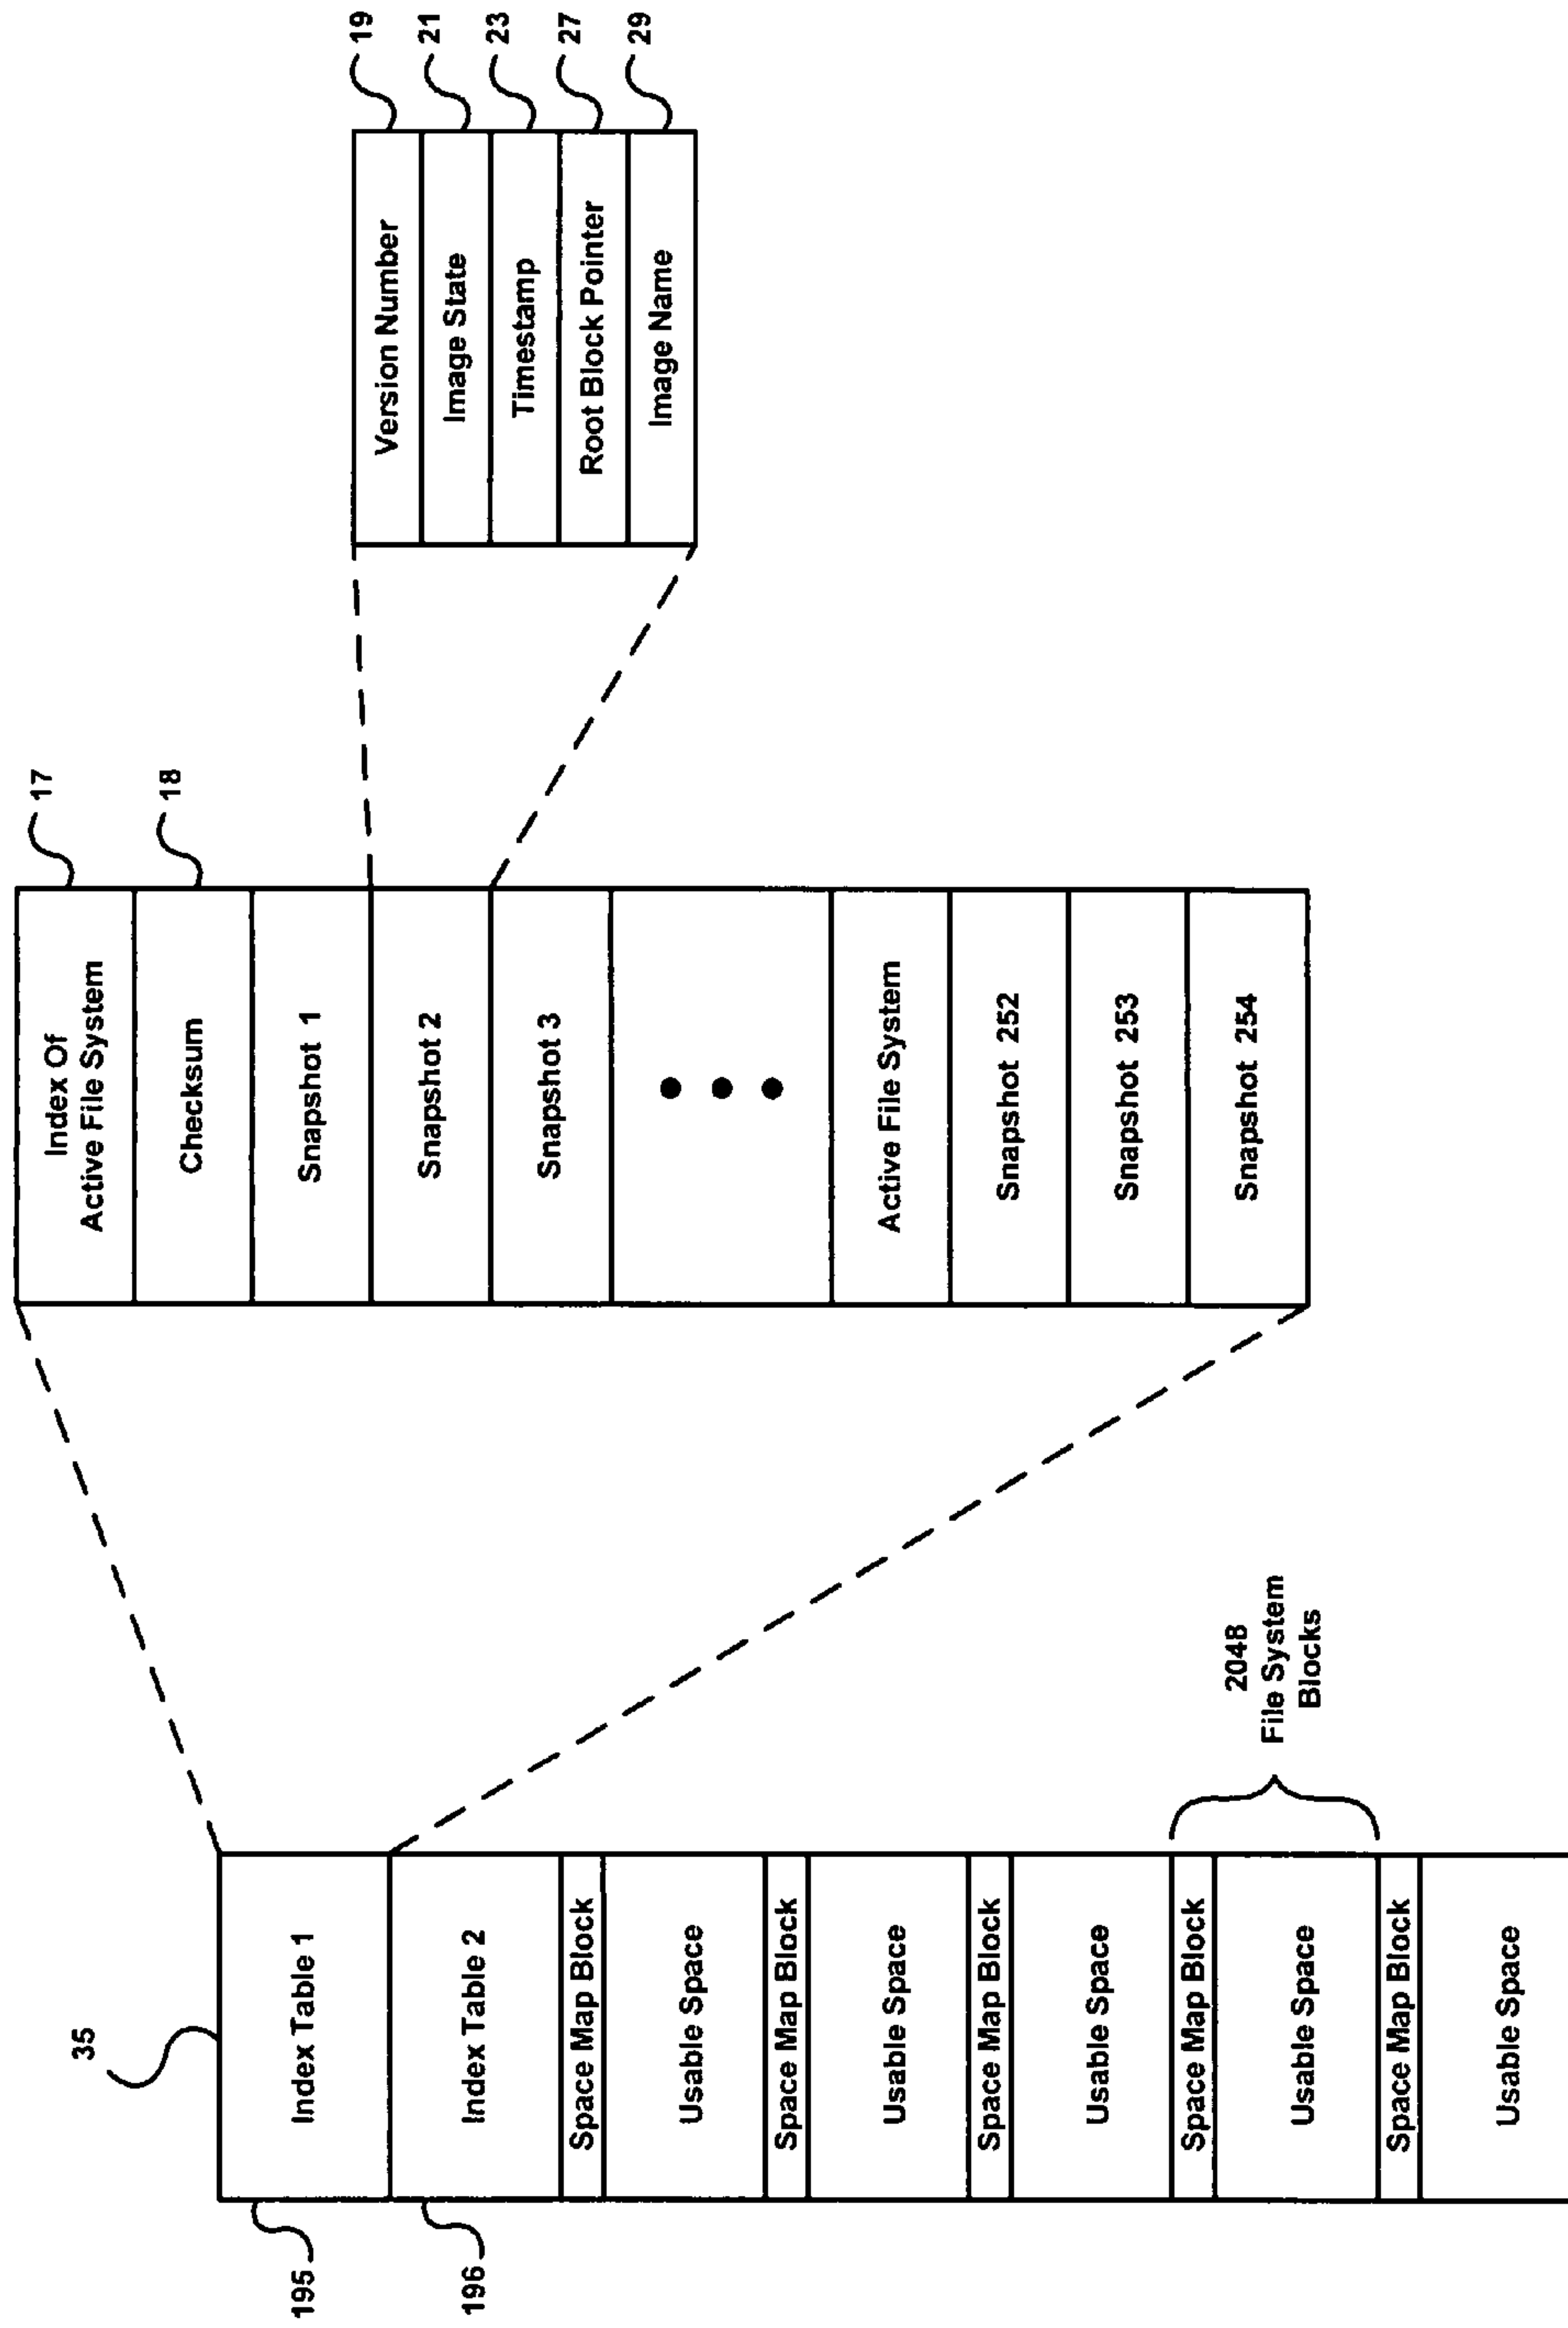 35
195
Index Table 1
196
Index Table 2
Space Map Block
Usable Space
Space Map Block
Usable Space
Space Map Block
Usable Space
Space Map Block
Usable Space
Space Map Block
Usable Space
2048
File System
Blocks
Index Of
Active File System
17
Checksum
18
Snapshot 1
Snapshot 2
Snapshot 3
Active File System
Snapshot 252
Snapshot 253
Snapshot 254
Version Number
19
Image State
21
Timestamp
23
Root Block Pointer
27
Image Name
29